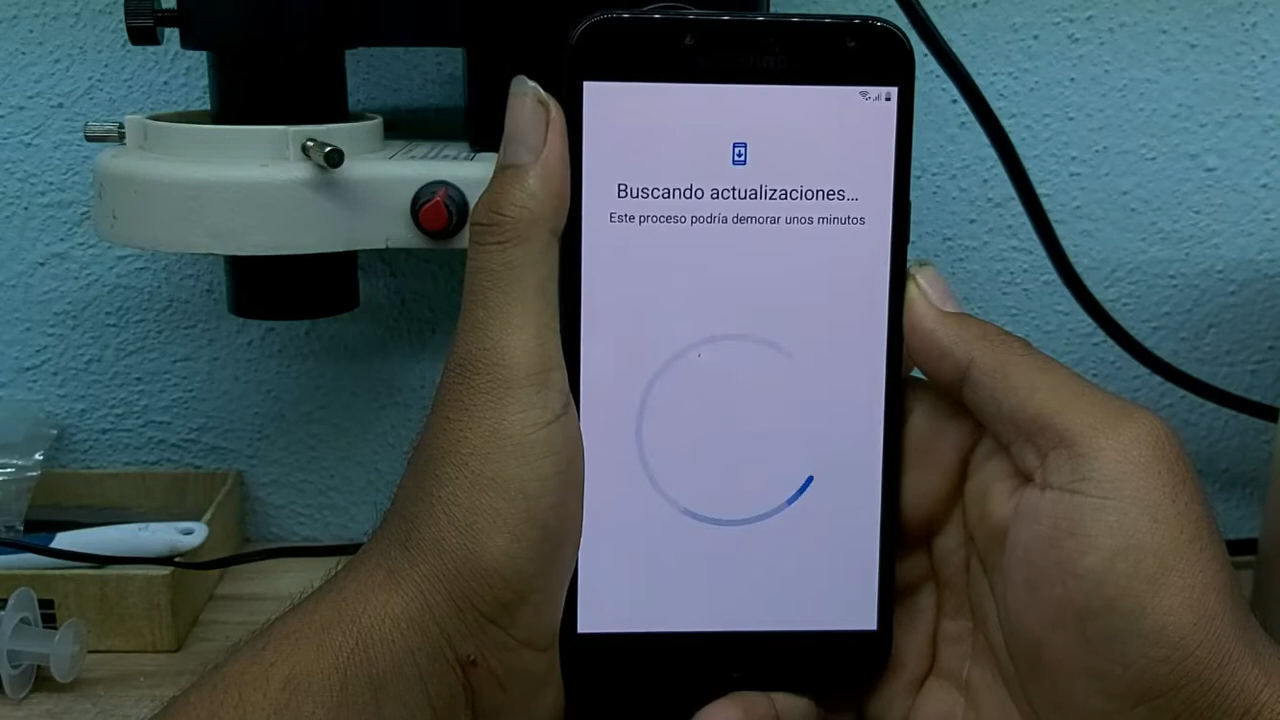 Buscando actualizaciones...
Este proceso podría demorar unos minutos